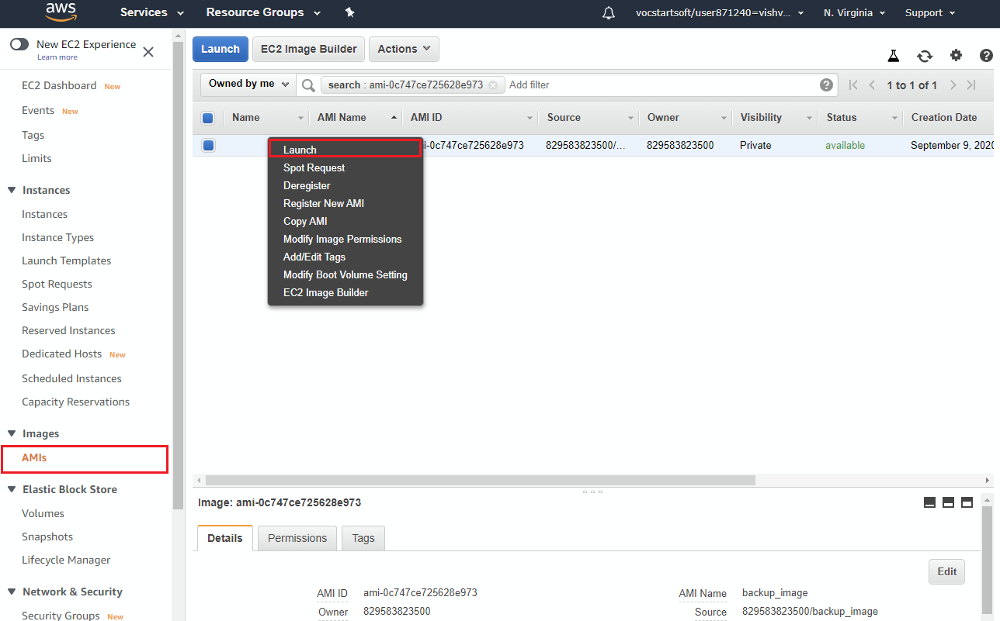 aws Services Resource Groups vocstartsoft/user871240=vishv... N. Virginia Support
New EC2 Experience
Learn more
EC2 Dashboard New
Events New
Tags
Limits
Instances
Instances
Instance Types
Launch Templates
Spot Requests
Savings Plans
Reserved Instances
Dedicated Hosts New
Scheduled Instances
Capacity Reservations
Images
AMIs
Elastic Block Store
Volumes
Snapshots
Lifecycle Manager
Network & Security
Security Groups New
Launch EC2 Image Builder Actions
Owned by me search : ami-0c747ce725628e973 Add filter 1 to 1 of 1
Name AMI Name AMI ID Source Owner Visibility Status Creation Date
i-0c747ce725628e973 829583823500/... 829583823500 Private available September 9, 2020
Launch
Spot Request
Deregister
Register New AMI
Copy AMI
Modify Image Permissions
Add/Edit Tags
Modify Boot Volume Setting
EC2 Image Builder
Image: ami-0c747ce725628e973
Details Permissions Tags
Edit
AMI ID ami-0c747ce725628e973 AMI Name backup_image
Owner 829583823500 Source 829583823500/backup_image